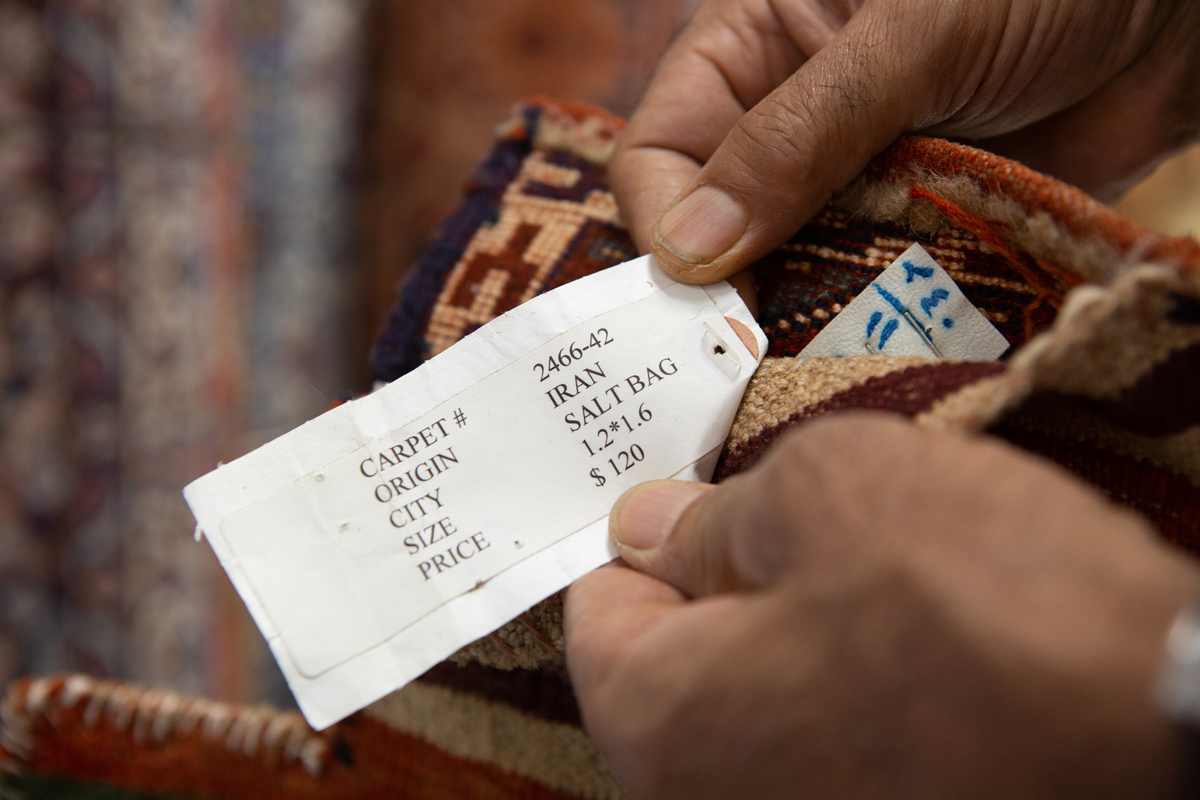 CARPET # 2466-42
ORIGIN IRAN
CITY SALT BAG
SIZE 1.2*1.6
PRICE $ 120